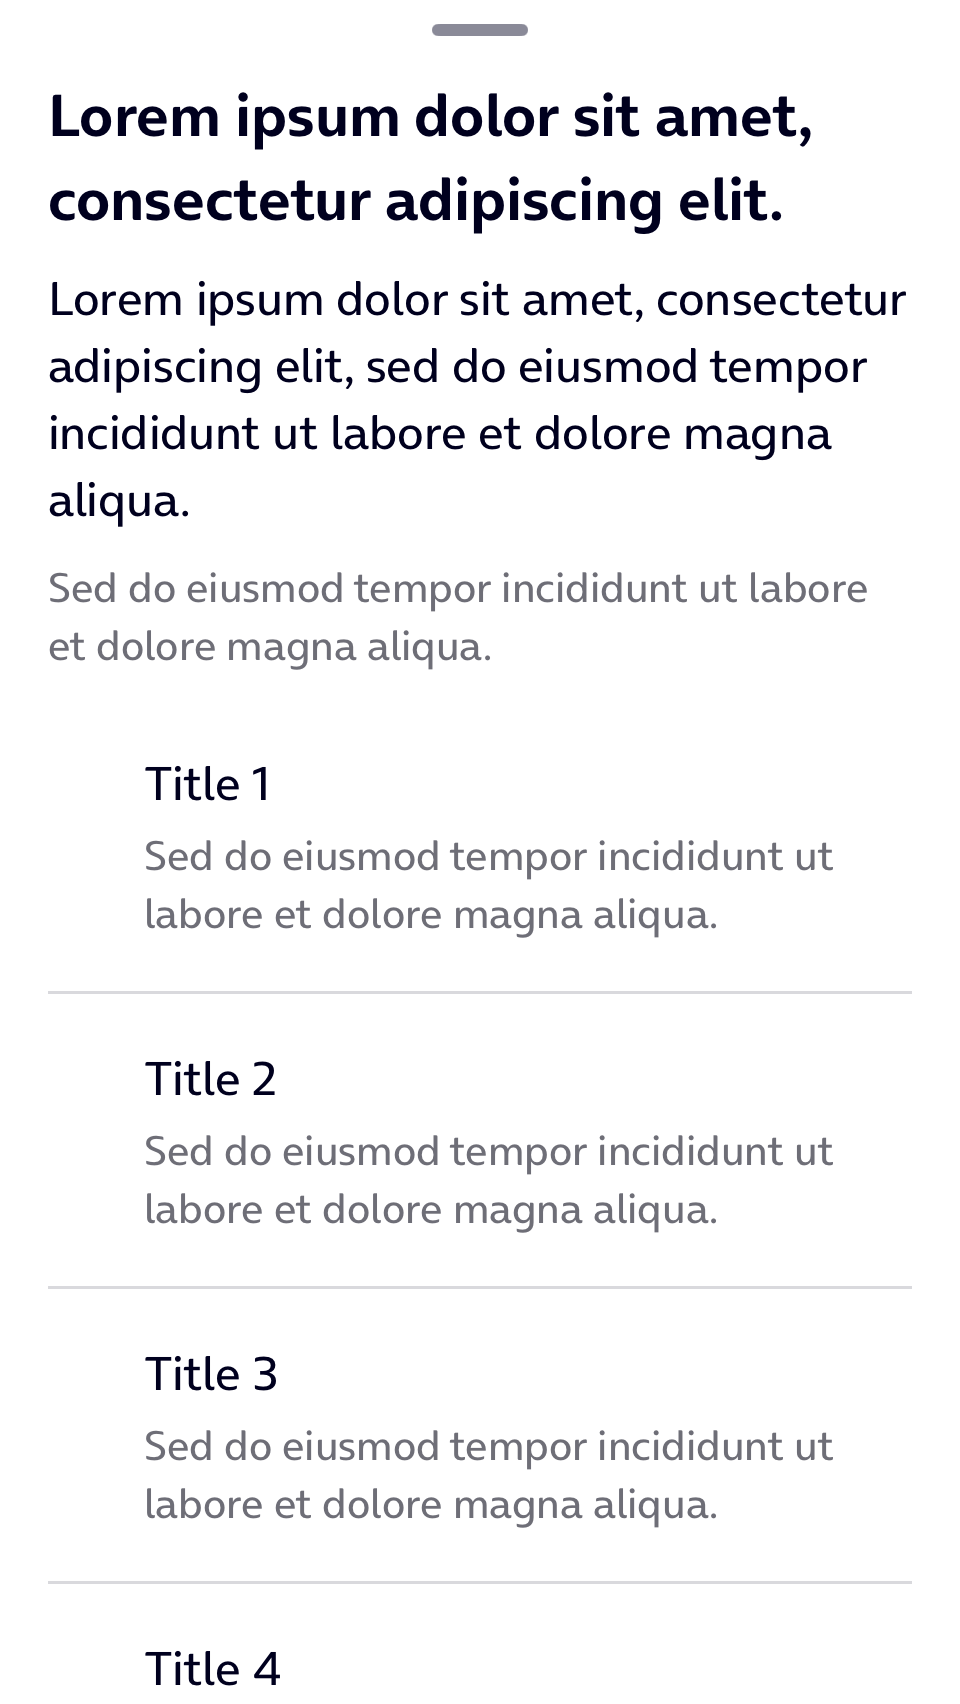 Lorem ipsum dolor sit amet,
consectetur adipiscing elit.
Lorem ipsum dolor sit amet, consectetur
adipiscing elit, sed do eiusmod tempor
incididunt ut labore et dolore magna
aliqua.
Sed do eiusmod tempor incididunt ut labore
et dolore magna aliqua.
Title 1
Sed do eiusmod tempor incididunt ut
labore et dolore magna aliqua.
Title 2
Sed do eiusmod tempor incididunt ut
labore et dolore magna aliqua.
Title 3
Sed do eiusmod tempor incididunt ut
labore et dolore magna aliqua.
Title 4